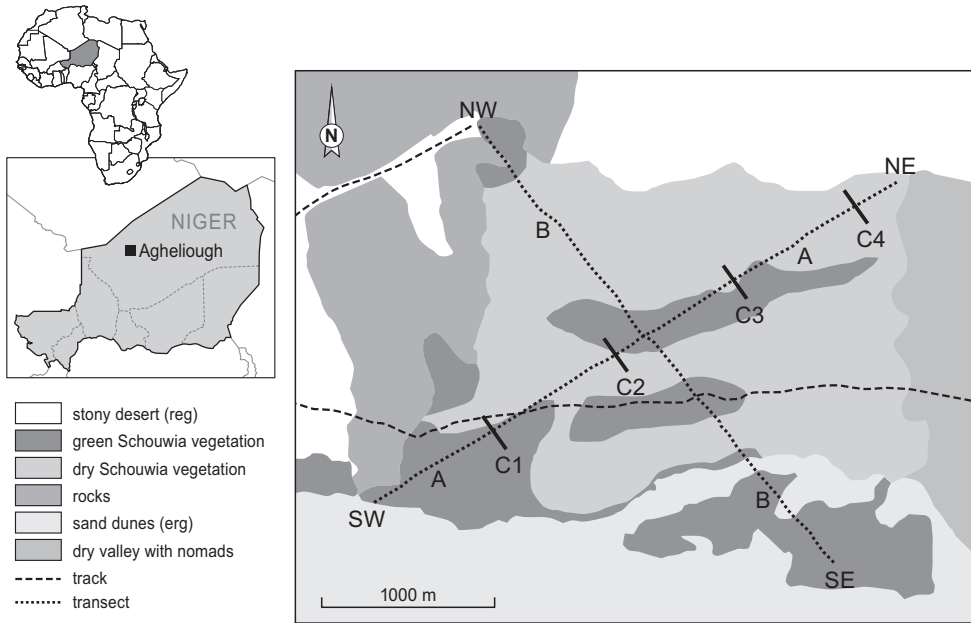 NIGER
Agheliough
stony desert (reg)
green Schouwia vegetation
dry Schouwia vegetation
rocks
sand dunes (erg)
dry valley with nomads
track
transect
N
NW
NE
B
C4
A
C3
C2
C1
A
SW
B
SE
1000 m